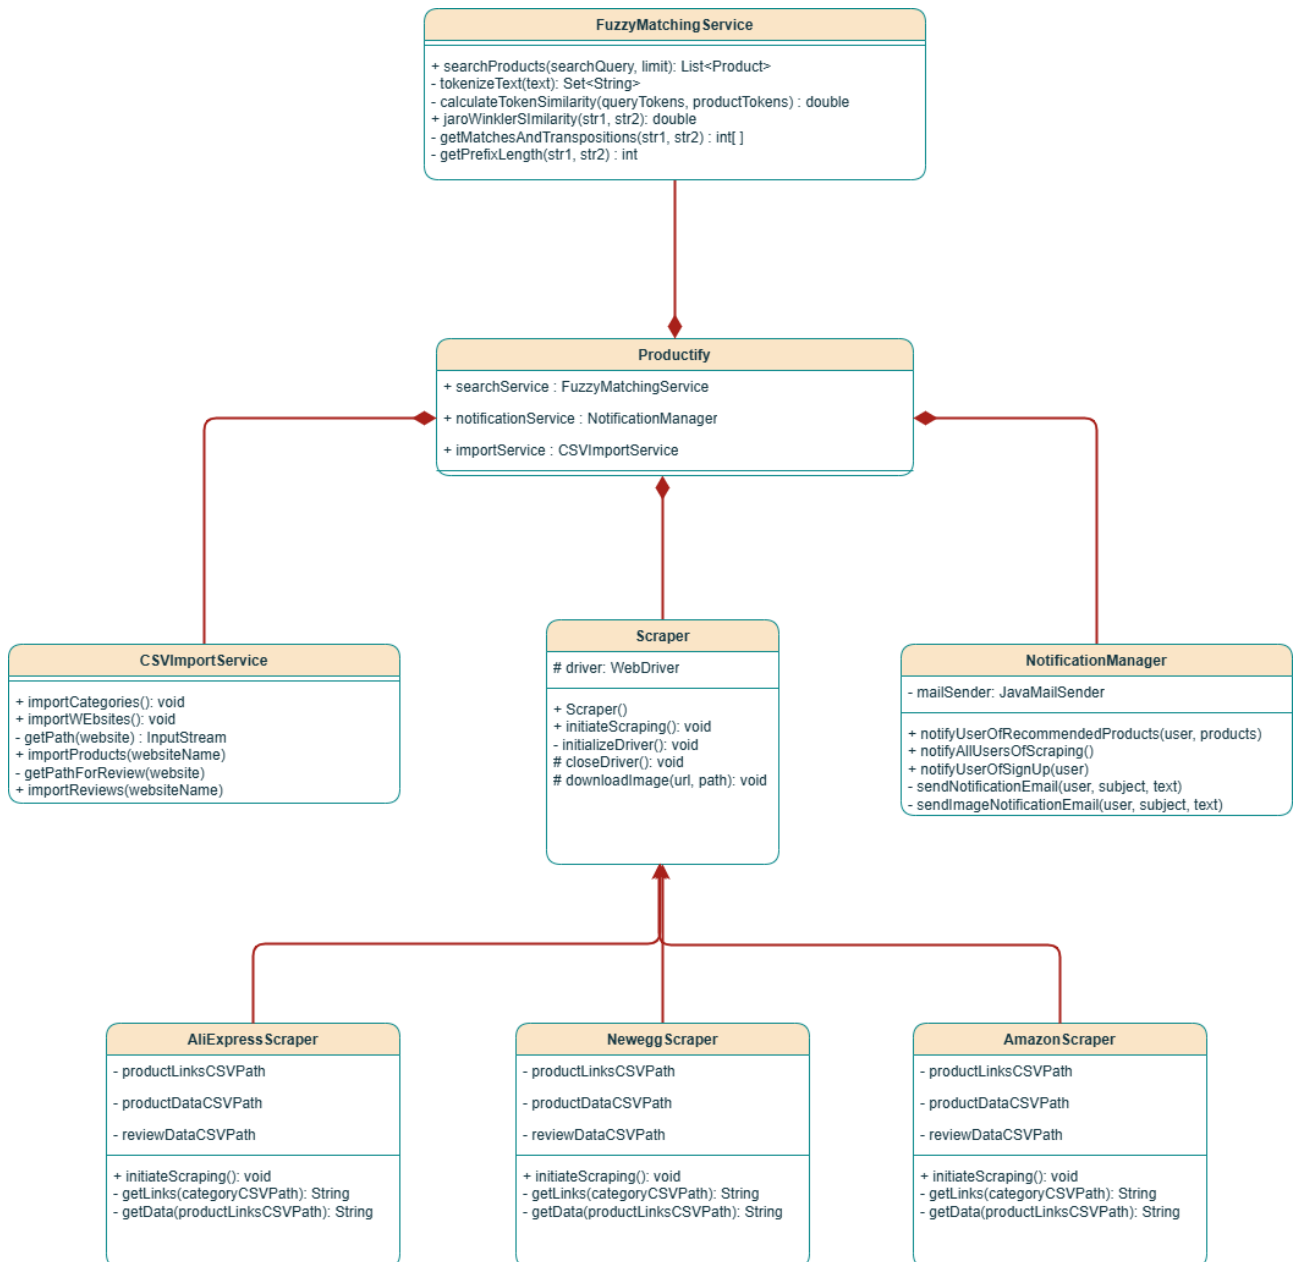 FuzzyMatchingService
+ searchProducts(searchQuery, limit): List<Product>
- tokenizeText(text): Set<String>
- calculateTokenSimilarity(queryTokens, productTokens) : double
+ jaroWinklerSImilarity(str1, str2): double
- getMatchesAndTranspositions(str1, str2) : int[ ]
- getPrefixLength(str1, str2) : int
Productify
+ searchService : FuzzyMatchingService
+ notificationService : NotificationManager
+ importService : CSVImportService
CSVImportService
+ importCategories(): void
+ importWEbsites(): void
- getPath(website) : InputStream
+ importProducts(websiteName)
- getPathForReview(website)
+ importReviews(websiteName)
Scraper
# driver: WebDriver
+ Scraper()
+ initiateScraping(): void
- initializeDriver(): void
# closeDriver(): void
# downloadImage(url, path): void
NotificationManager
- mailSender: JavaMailSender
+ notifyUserOfRecommendedProducts(user, products)
+ notifyAllUsersOfScraping()
+ notifyUserOfSignUp(user)
- sendNotificationEmail(user, subject, text)
- sendImageNotificationEmail(user, subject, text)
AliExpressScraper
- productLinksCSVPath
- productDataCSVPath
- reviewDataCSVPath
+ initiateScraping(): void
- getLinks(categoryCSVPath): String
- getData(productLinksCSVPath): String
NeweggScraper
- productLinksCSVPath
- productDataCSVPath
- reviewDataCSVPath
+ initiateScraping(): void
- getLinks(categoryCSVPath): String
- getData(productLinksCSVPath): String
AmazonScraper
- productLinksCSVPath
- productDataCSVPath
- reviewDataCSVPath
+ initiateScraping(): void
- getLinks(categoryCSVPath): String
- getData(productLinksCSVPath): String